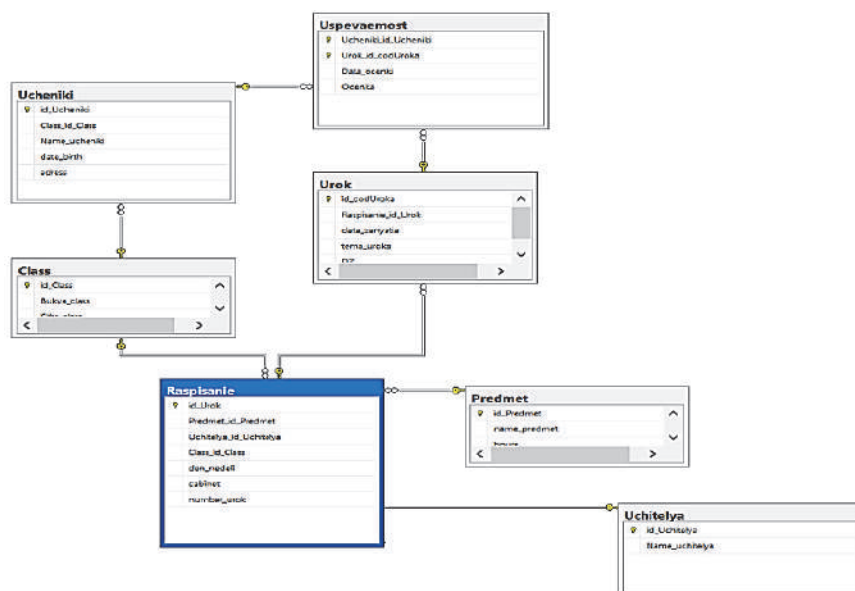 Uspevaemost
Ucheniki_id_Ucheniki
Urok_id_codUroka
Data_ocenki
Ocenka
Ucheniki
id_Ucheniki
Class_id_Class
Name_ucheniki
date_birth
adress
Urok
id_codUroka
Raspisanie_id_Urok
data_zanyatia
tema_uroka
Class
id_Class
Bukva_class
Raspisanie
id_Urok
Predmet_id_Predmet
Uchitelya_id_Uchitelya
Class_id_Class
den_nedeli
cabinet
number_urok
Predmet
id_Predmet
name_predmet
Uchitelya
id_Uchitelya
Name_uchitelya